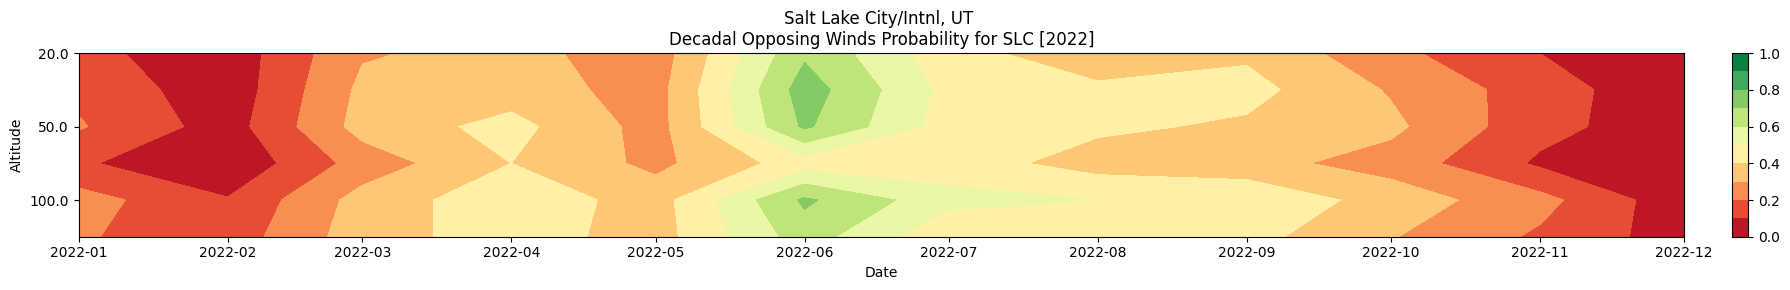 Salt Lake City/Intnl, UT
Decadal Opposing Winds Probability for SLC [2022]
20.0
50.0
100.0
Altitude
2022-01 2022-02 2022-03 2022-04 2022-05 2022-06 2022-07 2022-08 2022-09 2022-10 2022-11 2022-12
Date
1.0
0.8
0.6
0.4
0.2
0.0